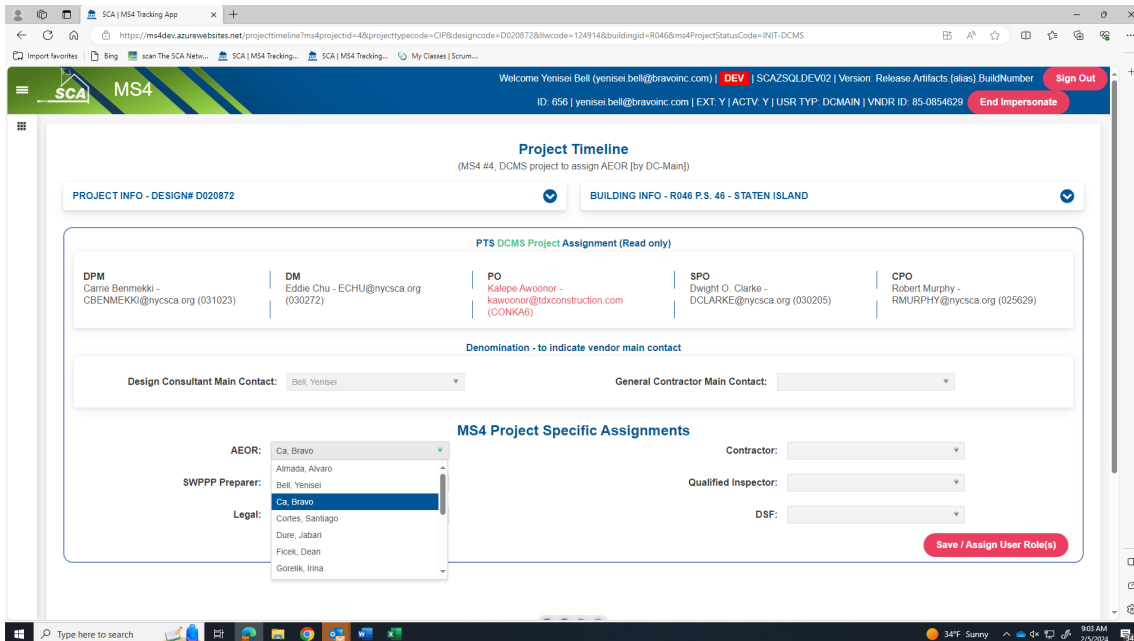 SCA | MS4 Tracking App
https://ms4dev.azurewebsites.net/projecttimeline?ms4projectid=4&projecttypecode=CIP&designcode=D020872&llwcode=124914&buildingid=R046&ms4ProjectStatusCode=INIT-DCMS
Import favorites
Bing
scan The SCA Netw...
SCA | MS4 Tracking...
SCA | MS4 Tracking...
My Classes | Scrum....
SCA
MS4
Welcome Yenisei Bell (yenisei.bell@bravoinc.com) | DEV | SCAZSQLDEV02 | Version: Release.Artifacts.{alias}.BuildNumber
Sign Out
ID: 656 | yenisei.bell@bravoinc.com | EXT: Y | ACTV: Y | USR TYP: DCMAIN | VNDR ID: 85-0854629
End Impersonate
Project Timeline
(MS4 #4, DCMS project to assign AEOR [by DC-Main])
PROJECT INFO - DESIGN# D020872
BUILDING INFO - R046 P.S. 46 - STATEN ISLAND
PTS DCMS Project Assignment (Read only)
DPM
Carrie Benmekki -
CBENMEKKI@nycsca.org (031023)
DM
Eddie Chu - ECHU@nycsca.org
(030272)
PO
Kalepe Awoonor -
kawoonor@tdxconstruction.com
(CONKA6)
SPO
Dwight O. Clarke -
DCLARKE@nycsca.org (030205)
CPO
Robert Murphy -
RMURPHY@nycsca.org (025629)
Denomination - to indicate vendor main contact
Design Consultant Main Contact:
Bell, Yenisei
General Contractor Main Contact:
MS4 Project Specific Assignments
AEOR:
Ca, Bravo
Contractor:
Almada, Alvaro
SWPPP Preparer:
Bell, Yenisei
Qualified Inspector:
Ca, Bravo
Legal:
Cortes, Santiago
DSF:
Dure, Jabari
Ficek, Dean
Gorelik, Irina
Save / Assign User Role(s)
Type here to search
34°F Sunny
9:03 AM
2/5/2024